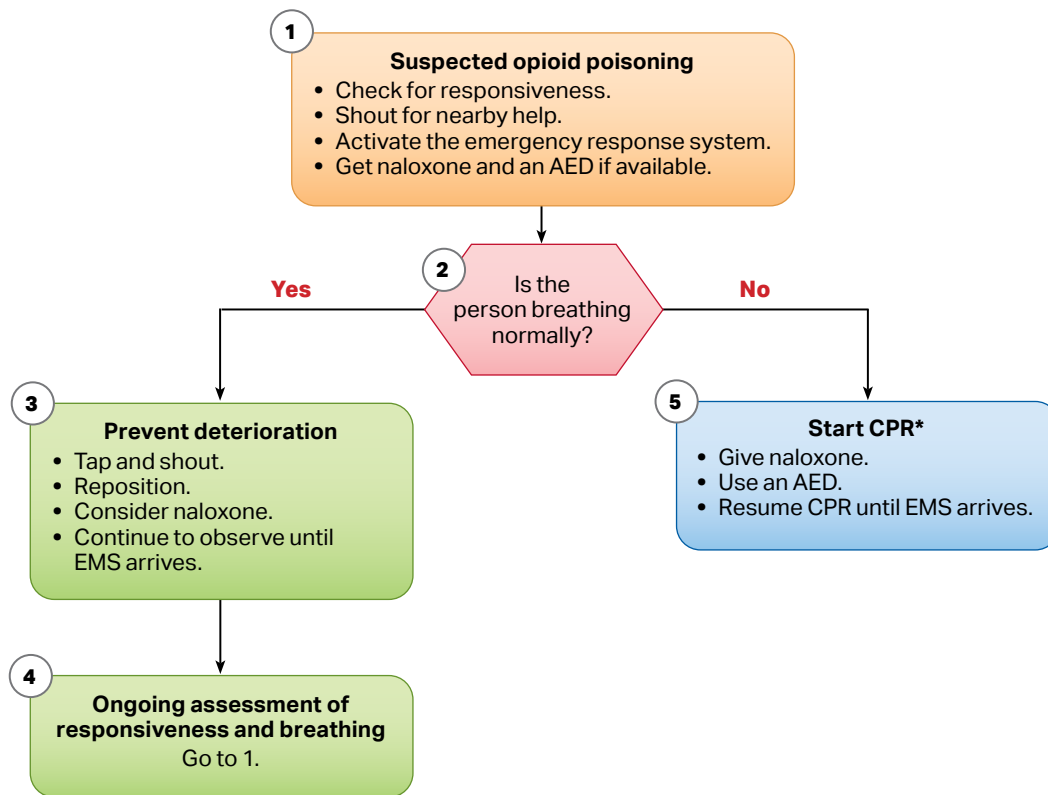 1
Suspected opioid poisoning
• Check for responsiveness.
• Shout for nearby help.
• Activate the emergency response system.
• Get naloxone and an AED if available.
2
Is the
person breathing
normally?
Yes
No
3
Prevent deterioration
• Tap and shout.
• Reposition.
• Consider naloxone.
• Continue to observe until
EMS arrives.
5
Start CPR*
• Give naloxone.
• Use an AED.
• Resume CPR until EMS arrives.
4
Ongoing assessment of
responsiveness and breathing
Go to 1.